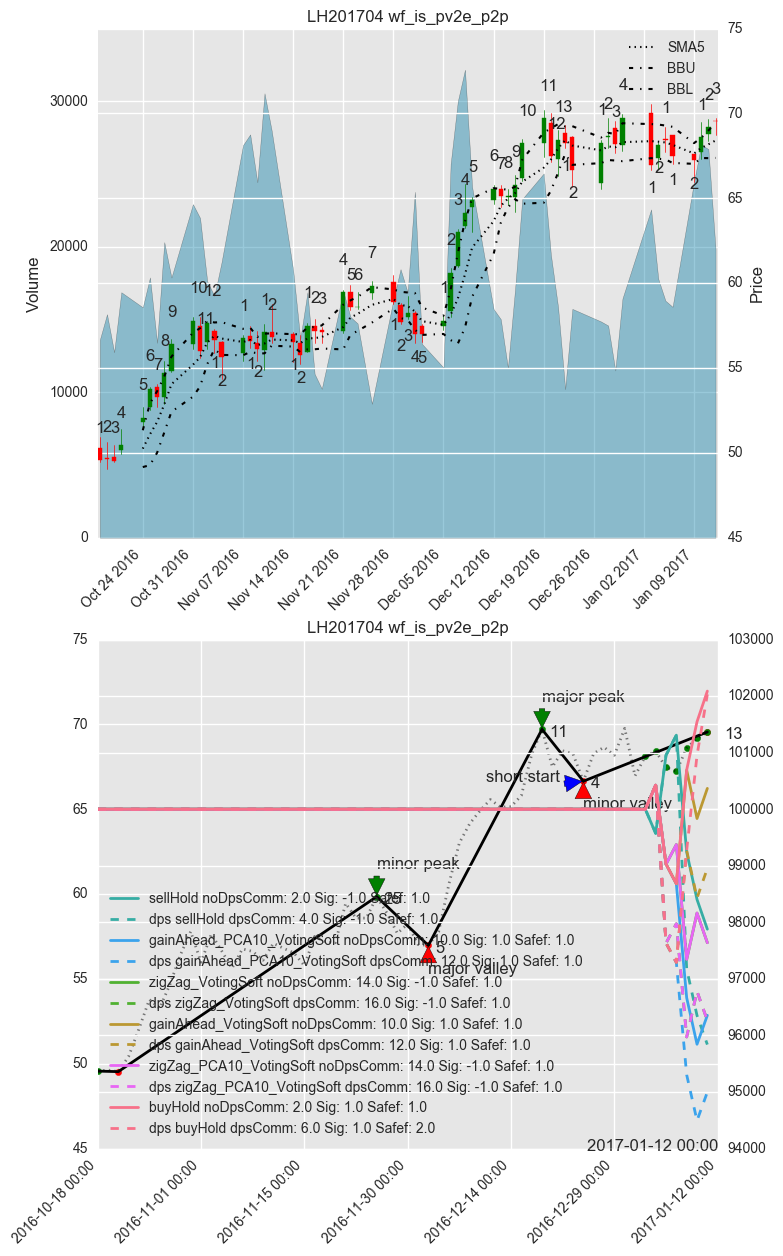 LH201704 wf_is_pv2e_p2p
75
SMA5
BBU
BBL
30000
70
65
20000
60
55
10000
50
0
45
Volume
Price
Oct 24 2016
Oct 31 2016
Nov 07 2016
Nov 14 2016
Nov 21 2016
Nov 28 2016
Dec 05 2016
Dec 12 2016
Dec 19 2016
Dec 26 2016
Jan 02 2017
Jan 09 2017
LH201704 wf_is_pv2e_p2p
75
103000
major peak
102000
70
11
13
101000
short start
4
minor valley
65
100000
minor peak
99000
60
25
sellHold noDpsComm: 2.0 Sig: -1.0 Safef: 1.0
dps sellHold dpsComm: 4.0 Sig: -1.0 Safef: 1.0
98000
5
gainAhead_PCA10_VotingSoft noDpsComm: 10.0 Sig: 1.0 Safef: 1.0
dps gainAhead_PCA10_VotingSoft dpsComm: 12.0 Sig: 1.0 Safef: 1.0
major valley
55
97000
zigZag_VotingSoft noDpsComm: 14.0 Sig: -1.0 Safef: 1.0
dps zigZag_VotingSoft dpsComm: 16.0 Sig: -1.0 Safef: 1.0
gainAhead_VotingSoft noDpsComm: 10.0 Sig: 1.0 Safef: 1.0
96000
dps gainAhead_VotingSoft dpsComm: 12.0 Sig: 1.0 Safef: 1.0
50
zigZag_PCA10_VotingSoft noDpsComm: 14.0 Sig: -1.0 Safef: 1.0
dps zigZag_PCA10_VotingSoft dpsComm: 16.0 Sig: -1.0 Safef: 1.0
95000
buyHold noDpsComm: 2.0 Sig: 1.0 Safef: 1.0
dps buyHold dpsComm: 6.0 Sig: 1.0 Safef: 2.0
2017-01-12 00:00
45
94000
2016-10-18 00:00
2016-11-01 00:00
2016-11-15 00:00
2016-11-30 00:00
2016-12-14 00:00
2016-12-29 00:00
2017-01-12 00:00